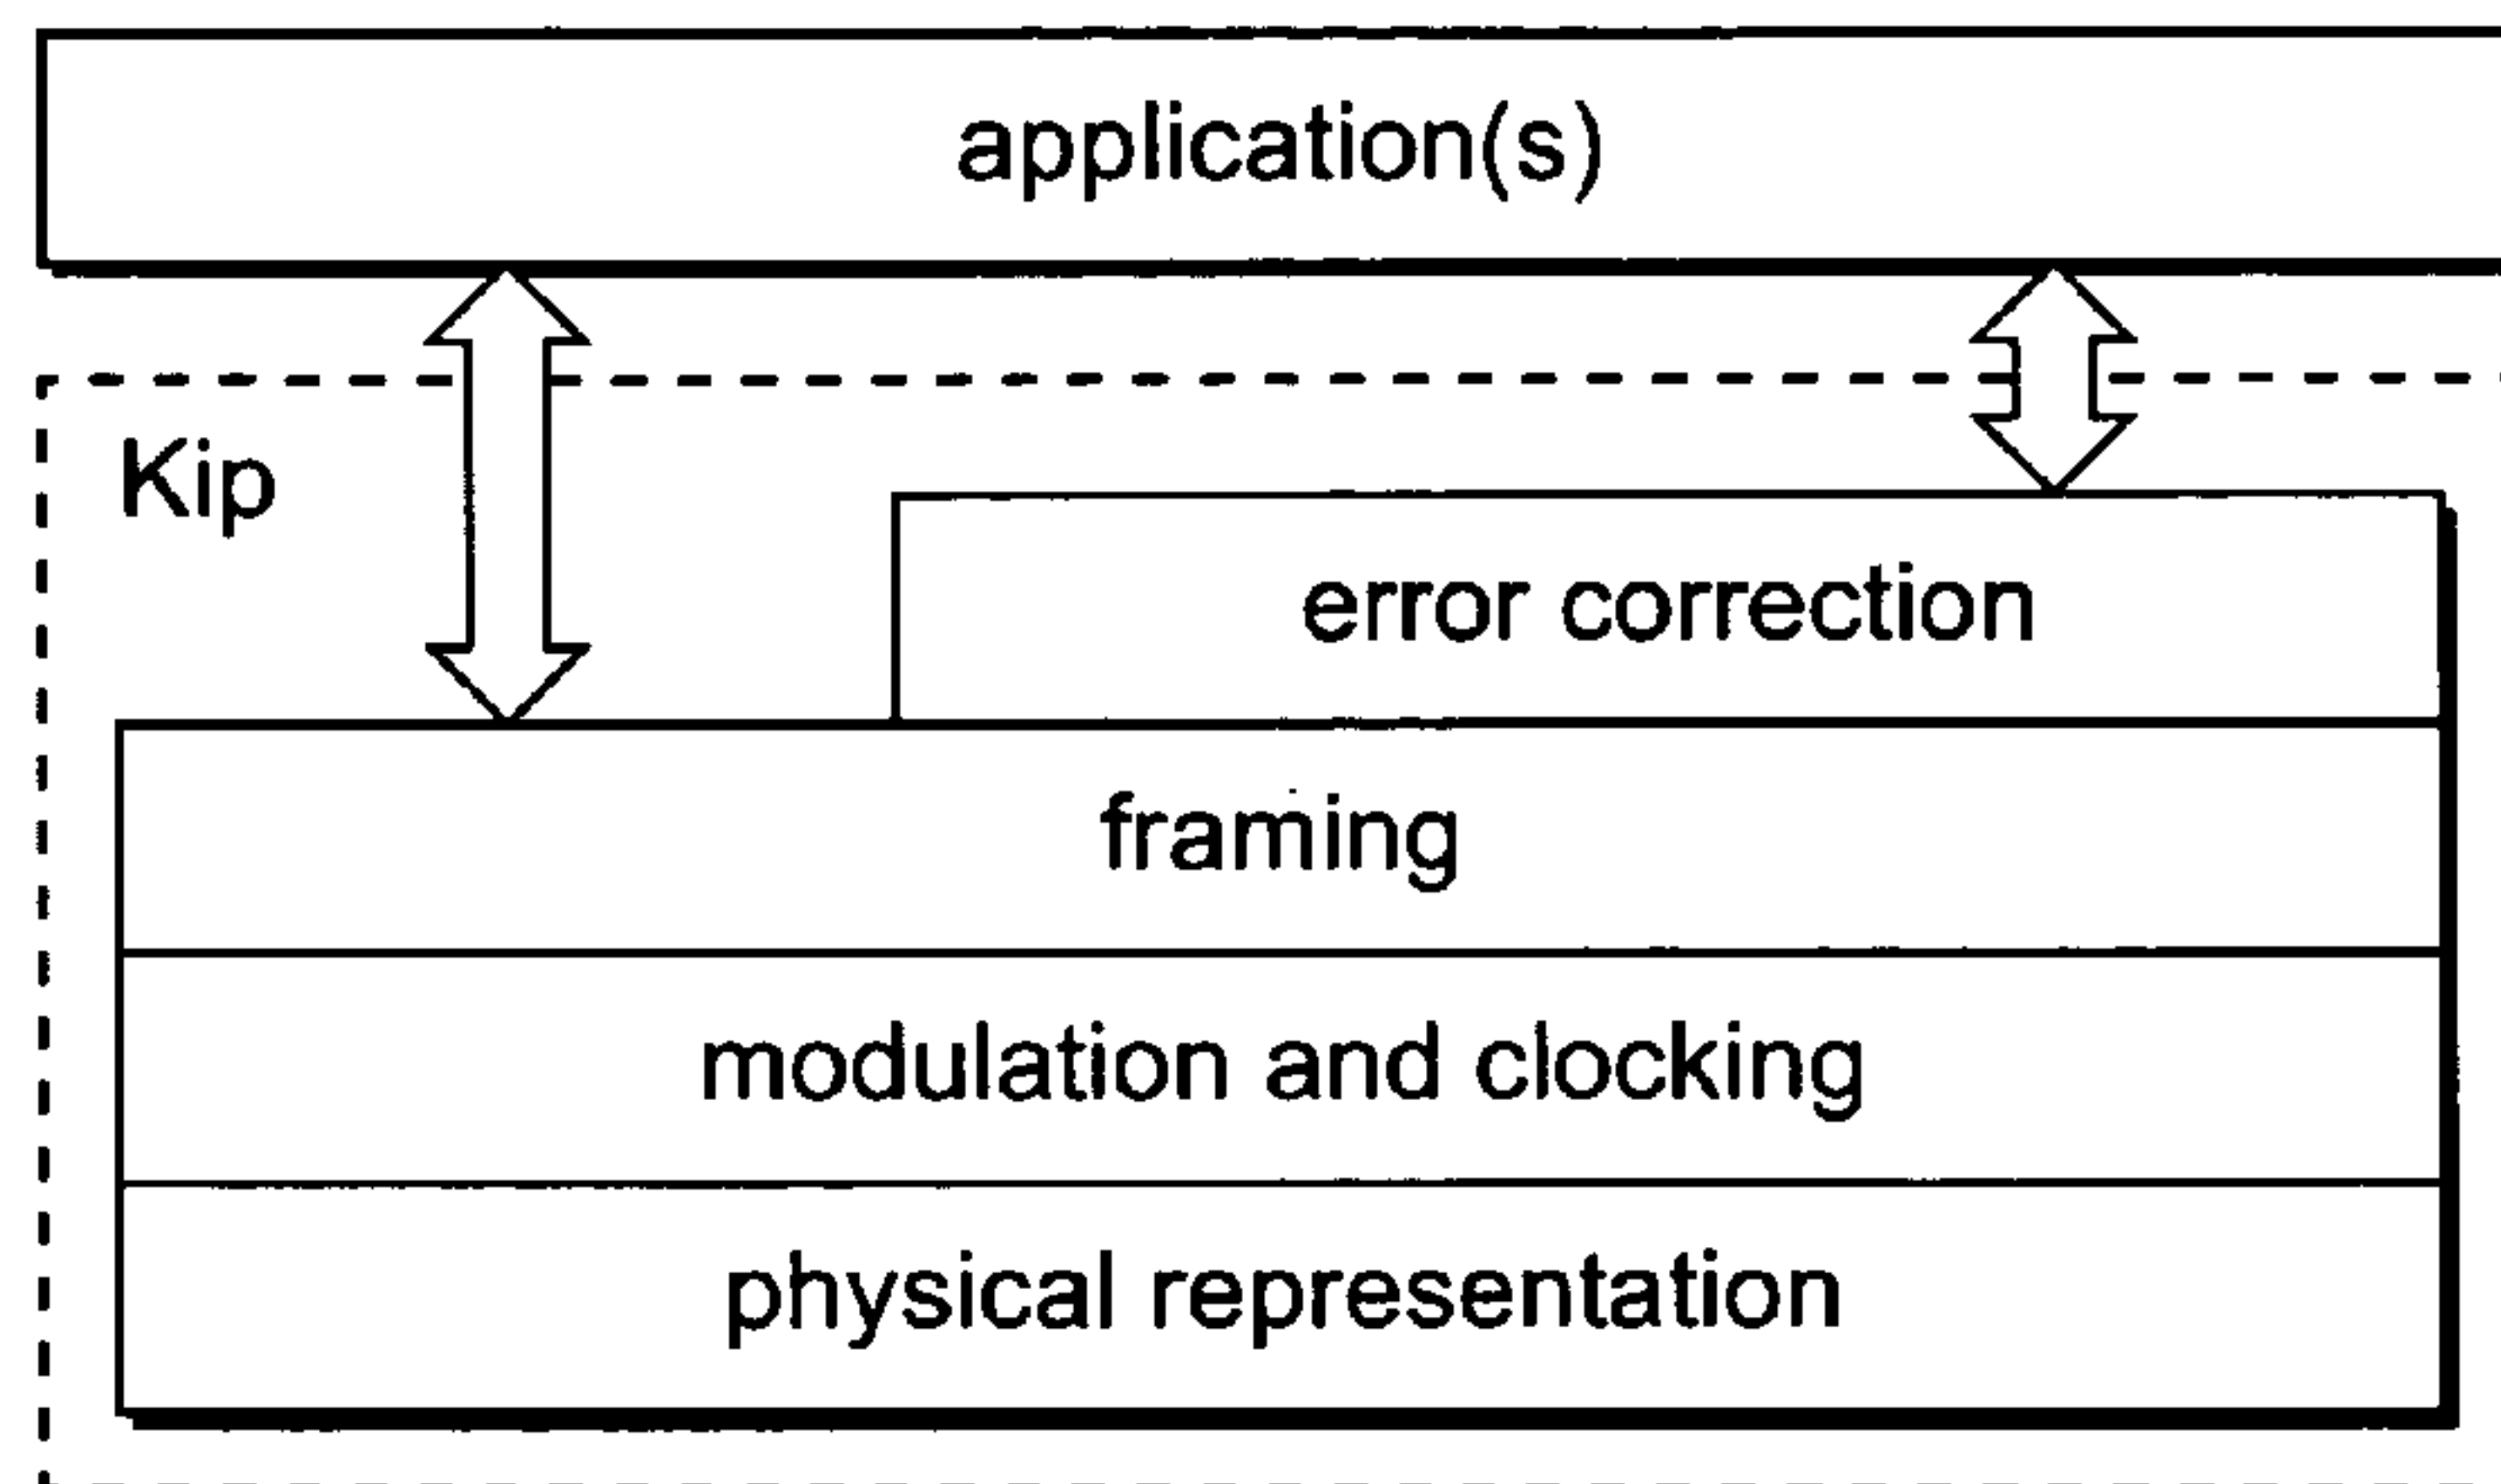 application(s)
Kip
error correction
framing
modulation and clocking
physical representation